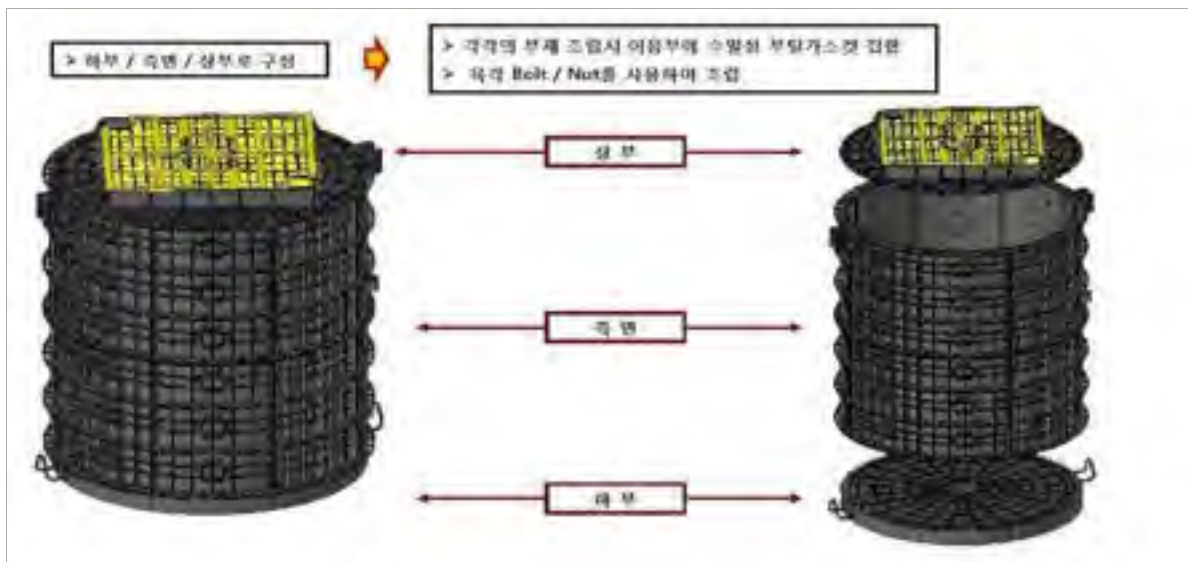 > 하부 / 측면 / 상부로 구성
> 각각의 부재 조립시 이음부에 수밀성 부틸가스켓 접합
> 육각 Bolt / Nut를 사용하여 조립
상 부
측 면
하 부